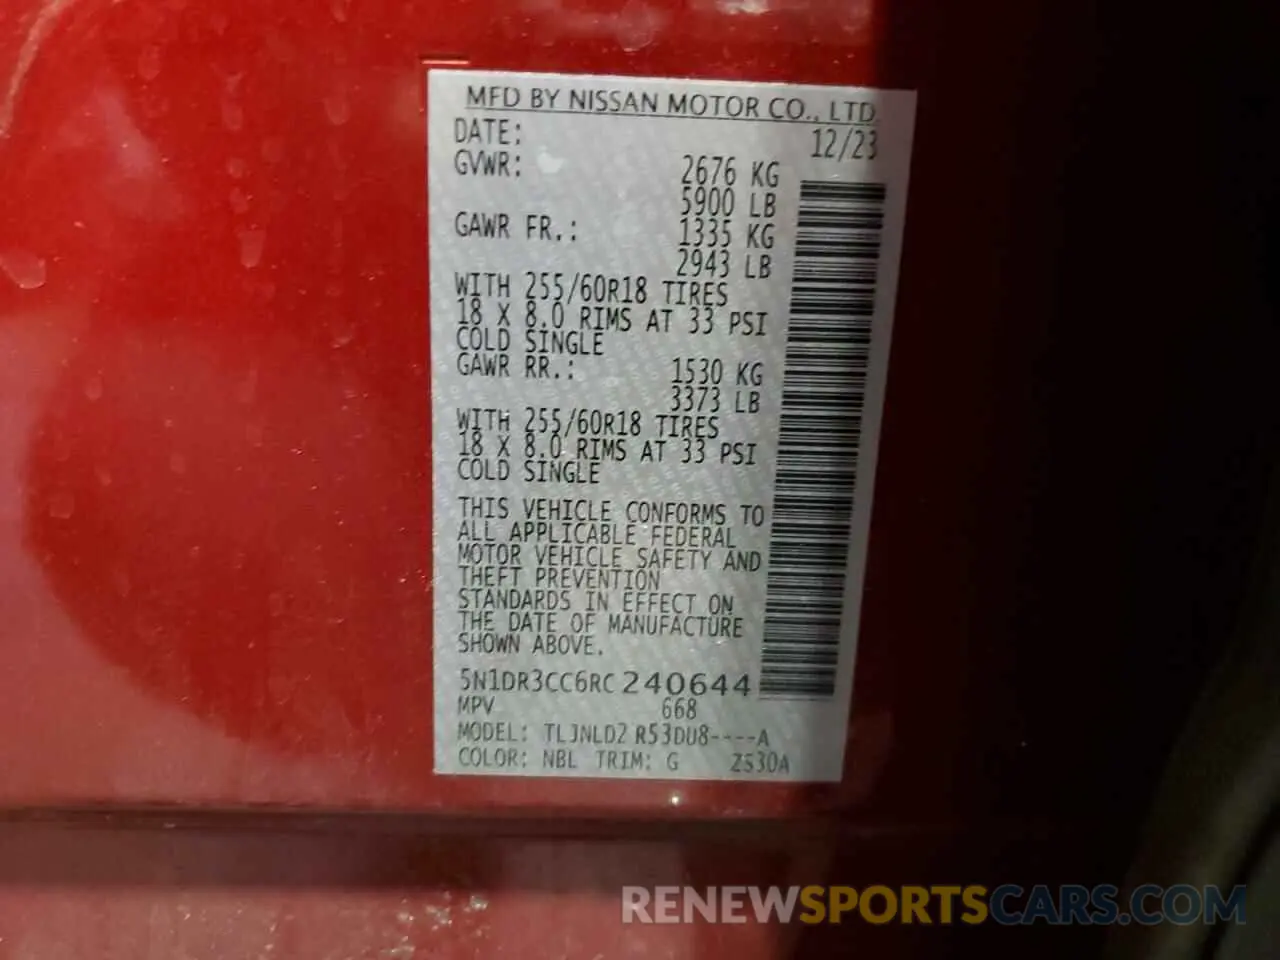 MFD BY NISSAN MOTOR CO., LTD.
DATE: 12/23
GVWR: 2676 KG
5900 LB
GAWR FR.: 1335 KG
2943 LB
WITH 255/60R18 TIRES
18 X 8.0 RIMS AT 33 PSI
COLD SINGLE
GAWR RR.: 1530 KG
3373 LB
WITH 255/60R18 TIRES
18 X 8.0 RIMS AT 33 PSI
COLD SINGLE
THIS VEHICLE CONFORMS TO
ALL APPLICABLE FEDERAL
MOTOR VEHICLE SAFETY AND
THEFT PREVENTION
STANDARDS IN EFFECT ON
THE DATE OF MANUFACTURE
SHOWN ABOVE.
5N1DR3CC6RC240644
MPV 668
MODEL: TLJNLD2 R53DU8----A
COLOR: NBL TRIM: G ZS30A
RENEWSPORTSCARS.COM